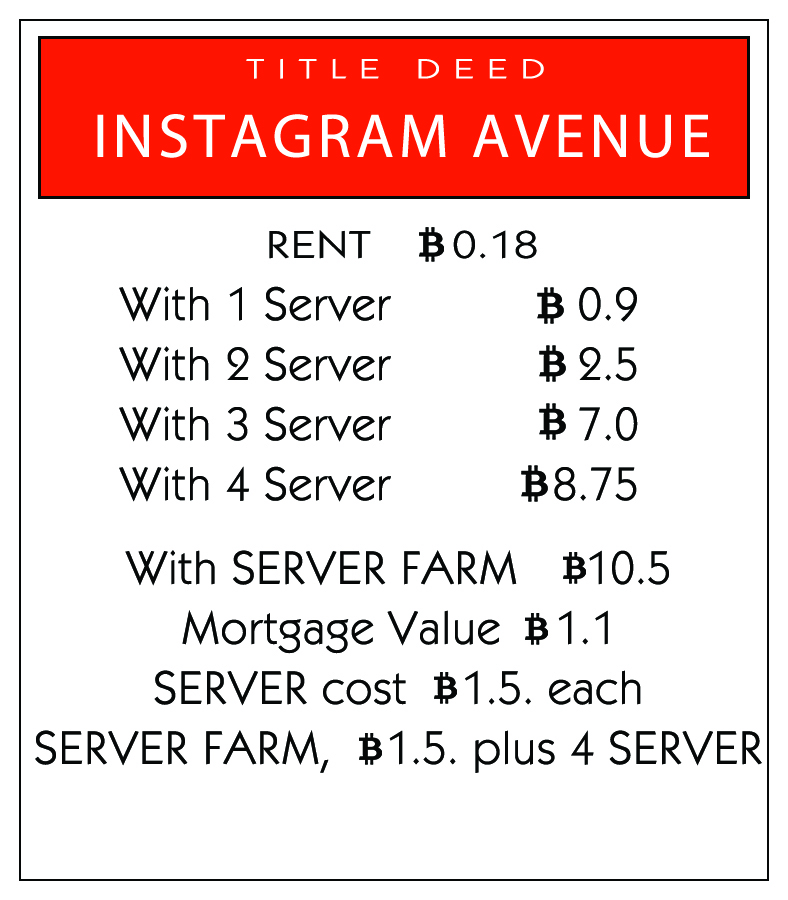 TITLE DEED
INSTAGRAM AVENUE
RENT ₿0.18
With 1 Server ₿ 0.9
With 2 Server ₿ 2.5
With 3 Server ₿ 7.0
With 4 Server ₿8.75
With SERVER FARM ₿10.5
Mortgage Value ₿1.1
SERVER cost ₿1.5. each
SERVER FARM, ₿1.5. plus 4 SERVER